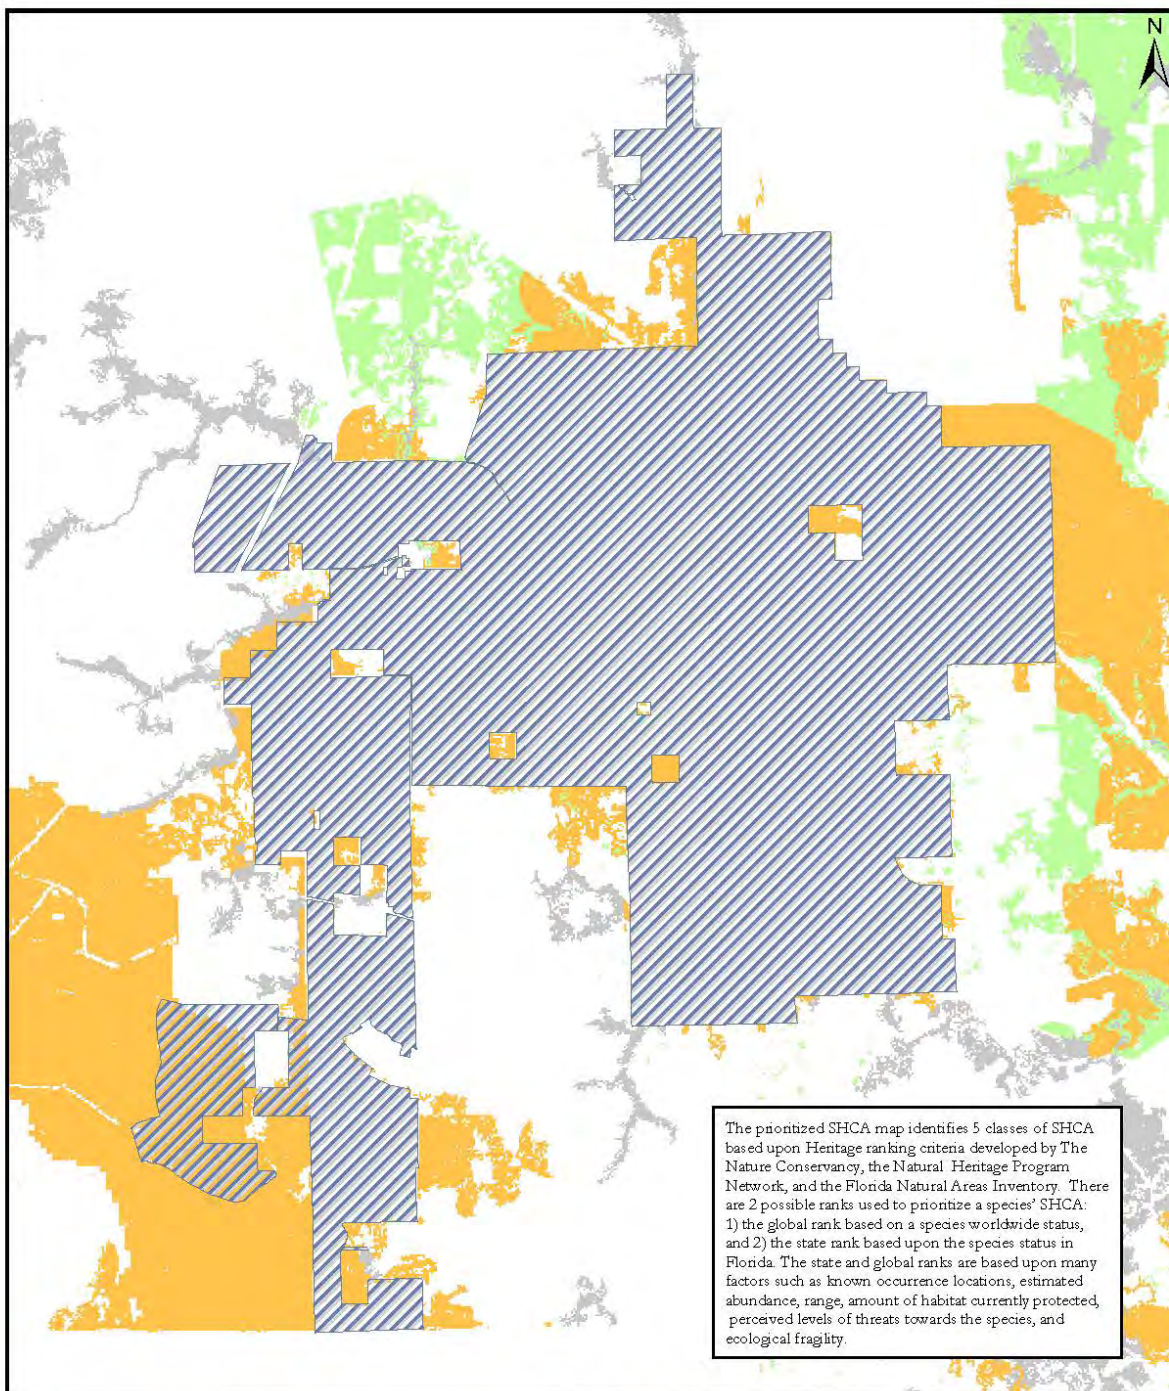 N
The prioritized SHCA map identifies 5 classes of SHCA
based upon Heritage ranking criteria developed by The
Nature Conservancy, the Natural Heritage Program
Network, and the Florida Natural Areas Inventory. There
are 2 possible ranks used to prioritize a species' SHCA:
1) the global rank based on a species worldwide status,
and 2) the state rank based upon the species status in
Florida. The state and global ranks are based upon many
factors such as known occurrence locations, estimated
abundance, range, amount of habitat currently protected,
perceived levels of threats towards the species, and
ecological fragility.